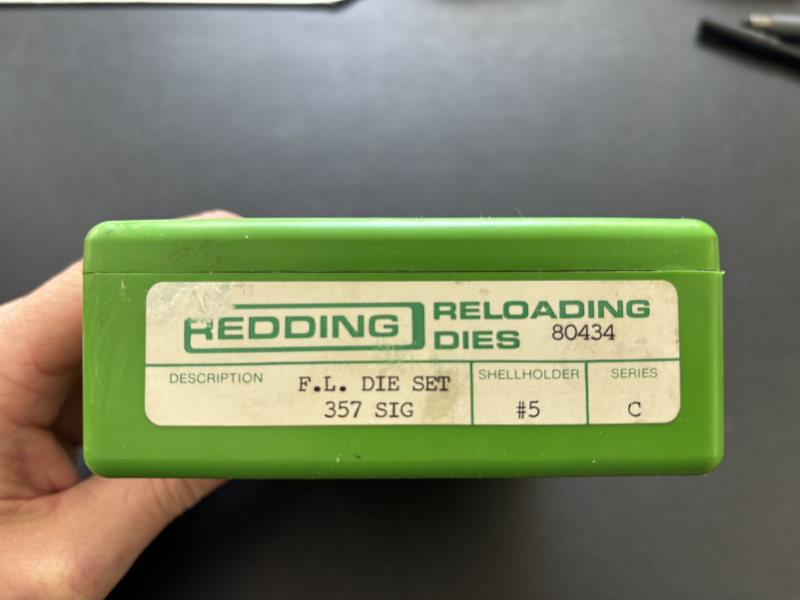 REDDING
RELOADING
DIES 80434
DESCRIPTION
F.L. DIE SET
357 SIG
SHELLHOLDER
#5
SERIES
C